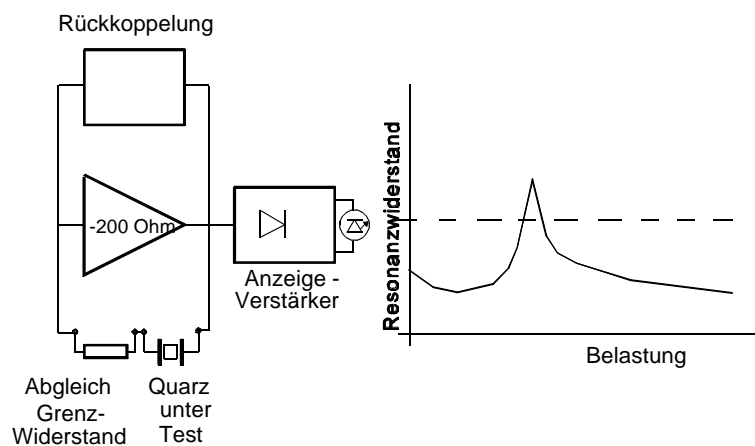 Rückkoppelung
-200 Ohm
Anzeige -
Verstärker
Abgleich
Grenz-
Widerstand
Quarz
unter
Test
Resonanzwiderstand
Belastung